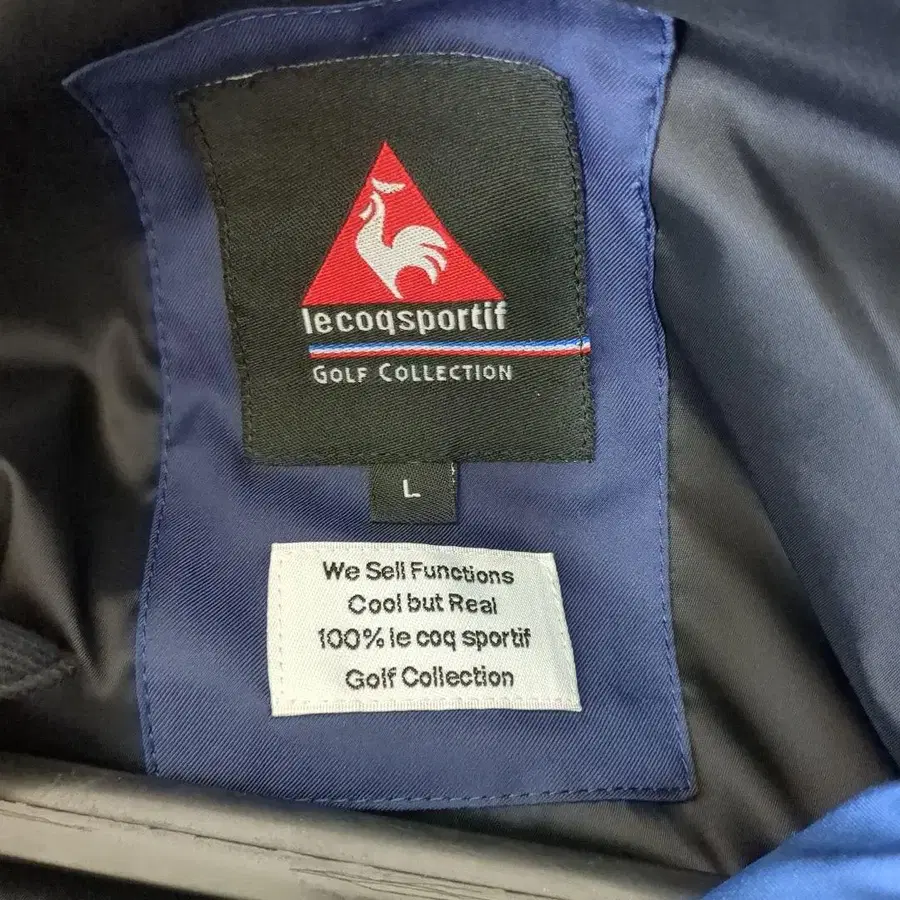 lecoqsportif
GOLF COLLECTION
L
We Sell Functions
Cool but Real
100% le coq sportif
Golf Collection